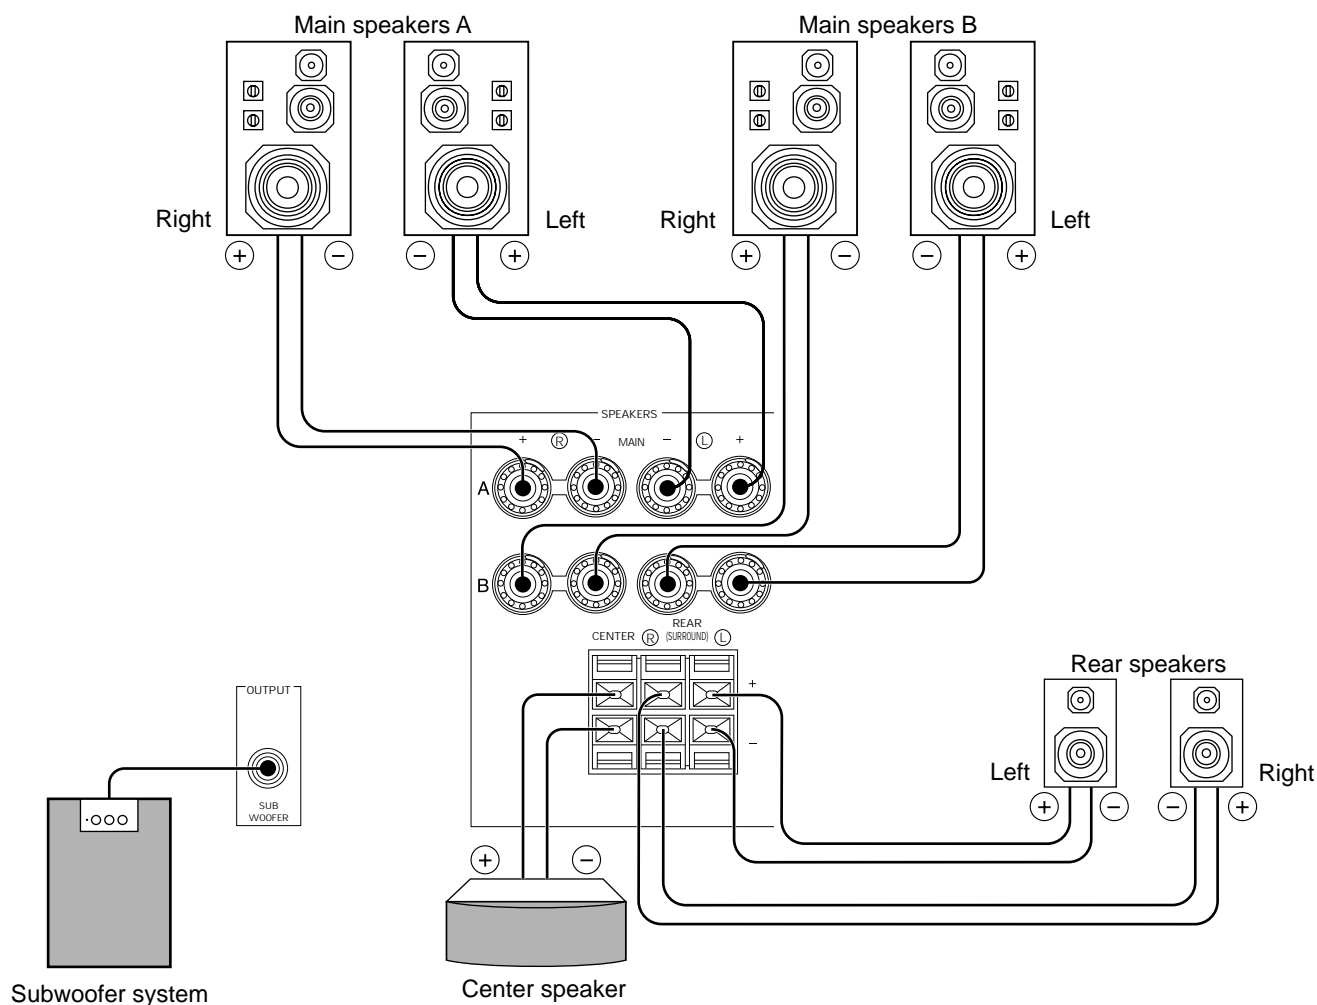 Main speakers A
Main speakers B
Right
Left
Right
Left
+ − − + + − − +
SPEAKERS
+ R − MAIN − L +
A
B
REAR
CENTER R (SURROUND) L
+
−
Rear speakers
Left
Right
+ − − +
OUTPUT
SUB
WOOFER
+ −
Subwoofer system
Center speaker